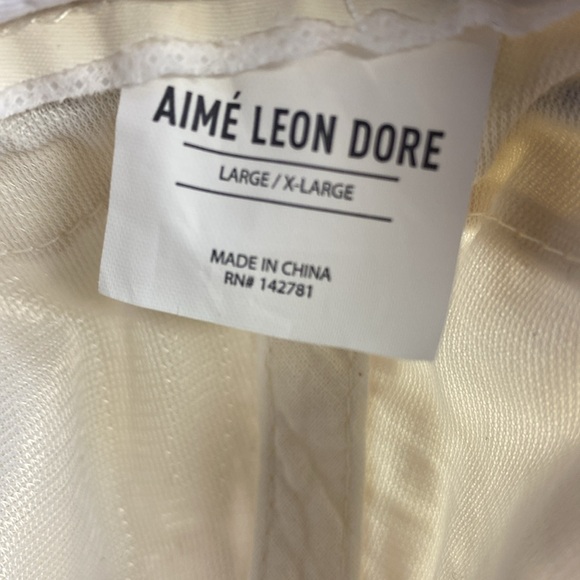 AIMÉ LEON DORE
LARGE / X-LARGE
MADE IN CHINA
RN# 142781